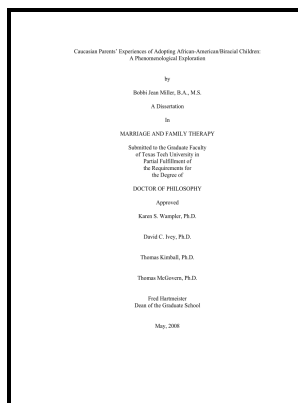 Caucasian Parents' Experiences of Adopting African-American/Biracial Children:
A Phenomenological Exploration
by
Bobbi Jean Miller, B.A., M.S.
A Dissertation
In
MARRIAGE AND FAMILY THERAPY
Submitted to the Graduate Faculty
of Texas Tech University in
Partial Fulfillment of
the Requirements for
the Degree of
DOCTOR OF PHILOSOPHY
Approved
Karen S. Wampler, Ph.D.
David C. Ivey, Ph.D.
Thomas Kimball, Ph.D.
Thomas McGovern, Ph.D.
Fred Hartmeister
Dean of the Graduate School
May, 2008